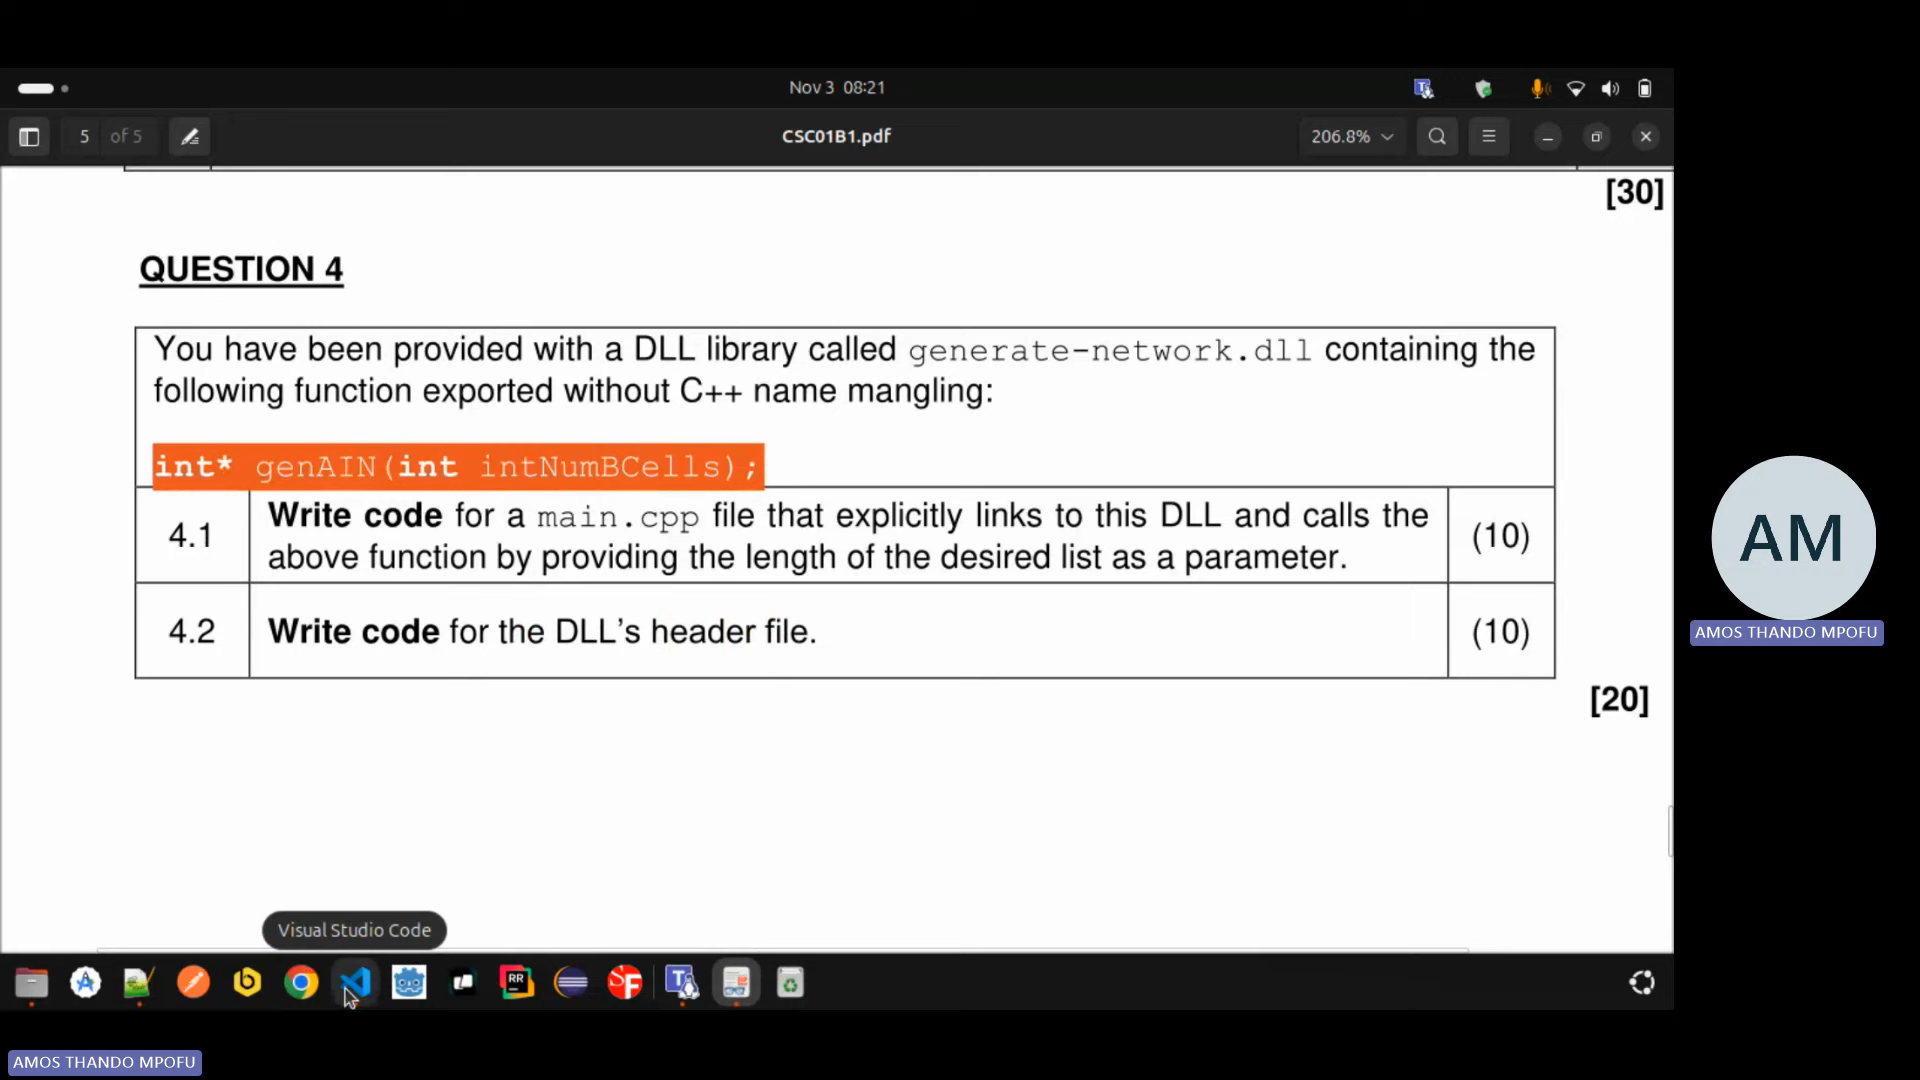 Nov 3 08:21
5 of 5
CSC01B1.pdf
206.8%
[30]
QUESTION 4
You have been provided with a DLL library called generate-network.dll containing the
following function exported without C++ name mangling:
int* genAIN(int intNumBCells);
4.1
Write code for a main.cpp file that explicitly links to this DLL and calls the
above function by providing the length of the desired list as a parameter.
(10)
4.2
Write code for the DLL's header file.
(10)
[20]
AM
AMOS THANDO MPOFU
Visual Studio Code
RR
SF
T
AMOS THANDO MPOFU